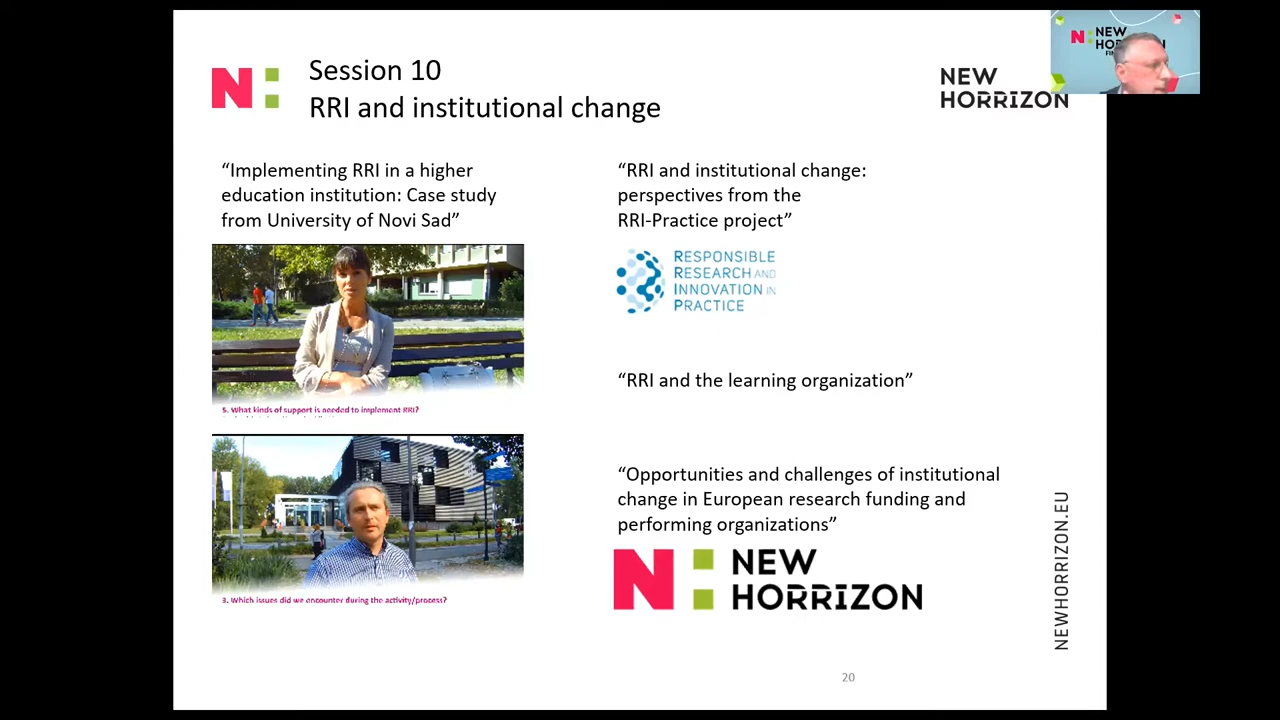 Session 10
RRI and institutional change
NEW
HORRIZON
N:
NEW
“Implementing RRI in a higher
education institution: Case study
from University of Novi Sad”
5. What kinds of support is needed to implement RRI?
3. Which issues did we encounter during the activity/process?
“RRI and institutional change:
perspectives from the
RRI-Practice project”
RESPONSIBLE
RESEARCH AND
INNOVATION IN
PRACTICE
“RRI and the learning organization”
“Opportunities and challenges of institutional
change in European research funding and
performing organizations”
N:
NEW
HORRIZON
NEWHORRIZON.EU
20